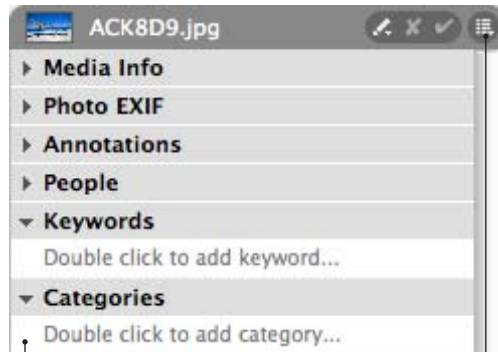 ACK8D9.jpg
Media Info
Photo EXIF
Annotations
People
Keywords
Double click to add keyword...
Categories
Double click to add category...